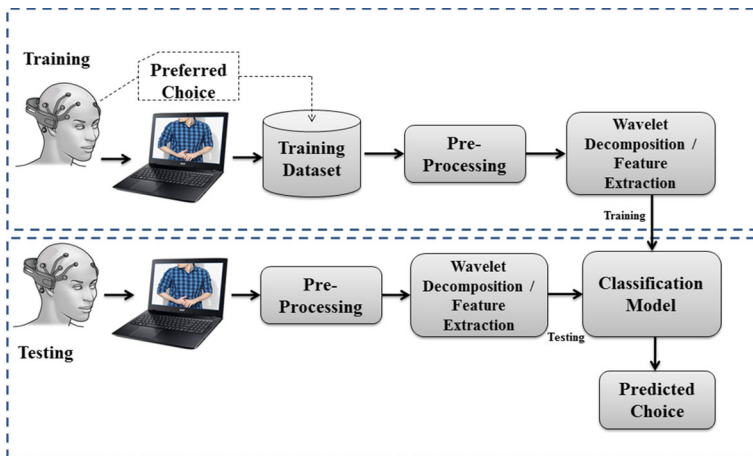 Training
Preferred
Choice
Training
Dataset
Pre-
Processing
Wavelet
Decomposition /
Feature
Extraction
Training
Pre-
Processing
Wavelet
Decomposition /
Feature
Extraction
Testing
Classification
Model
Testing
Predicted
Choice